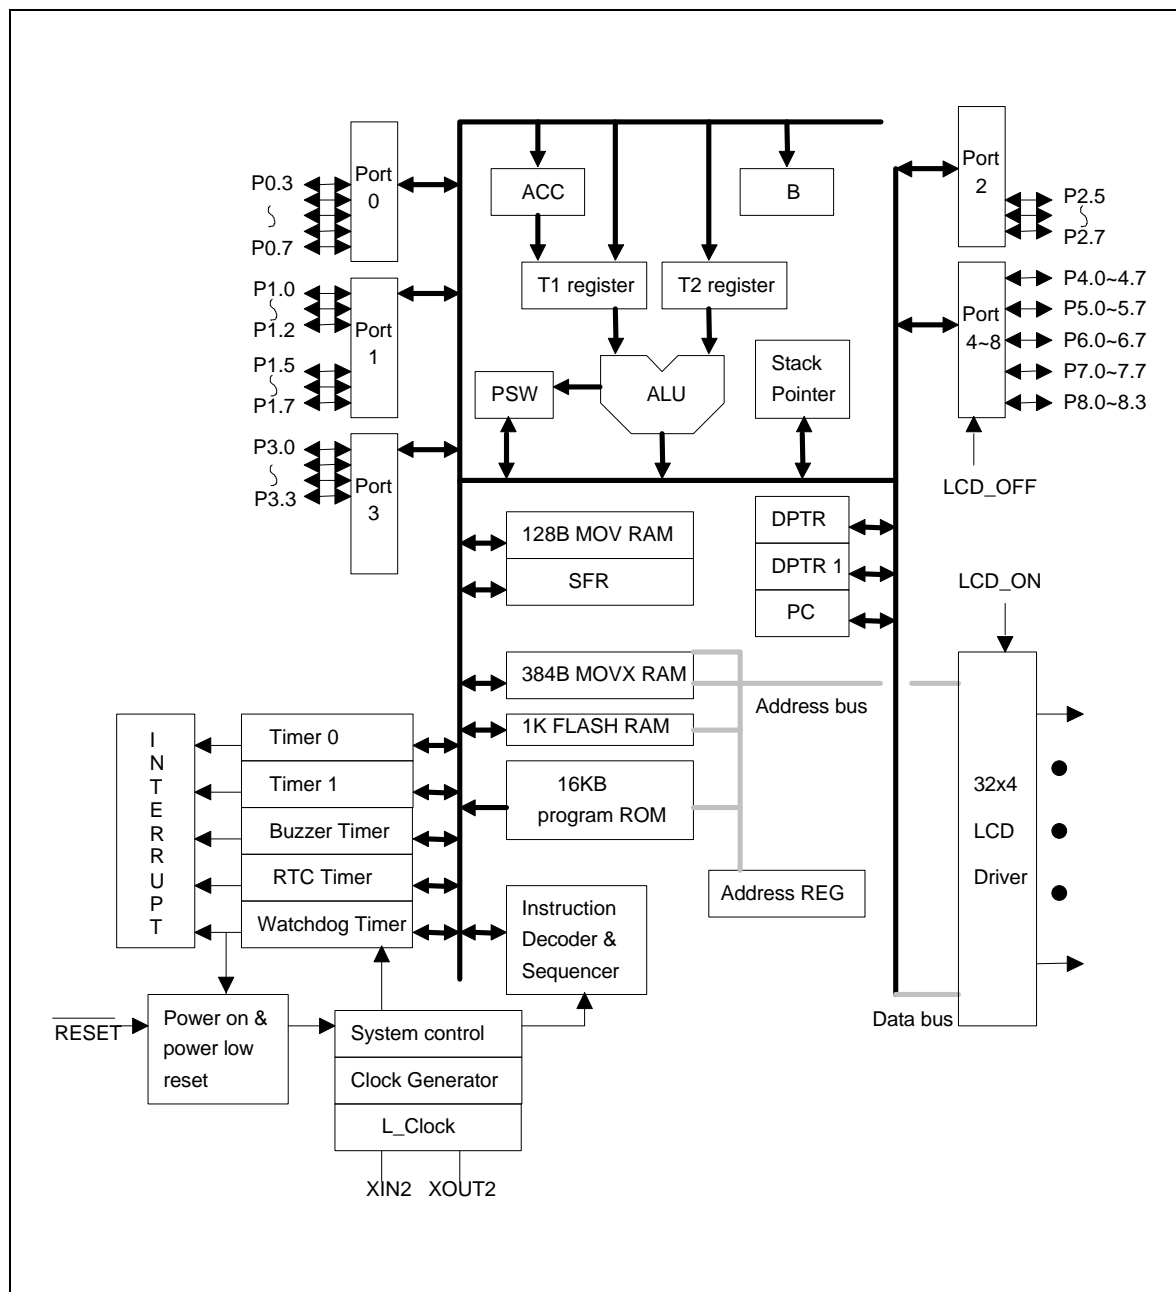 Port
0
P0.3
P0.7
ACC
B
Port
2
P2.5
P2.7
P1.0
P1.2
P1.5
P1.7
Port
1
T1 register
T2 register
Port
4~8
P4.0~4.7
P5.0~5.7
P6.0~6.7
P7.0~7.7
P8.0~8.3
PSW
ALU
Stack
Pointer
P3.0
P3.3
Port
3
LCD_OFF
128B MOV RAM
SFR
DPTR
DPTR 1
PC
LCD_ON
384B MOVX RAM
1K FLASH RAM
16KB
program ROM
Address bus
Address REG
32x4
LCD
Driver
INTERRUPT
Timer 0
Timer 1
Buzzer Timer
RTC Timer
Watchdog Timer
Instruction
Decoder &
Sequencer
Data bus
RESET
Power on &
power low
reset
System control
Clock Generator
L_Clock
XIN2
XOUT2